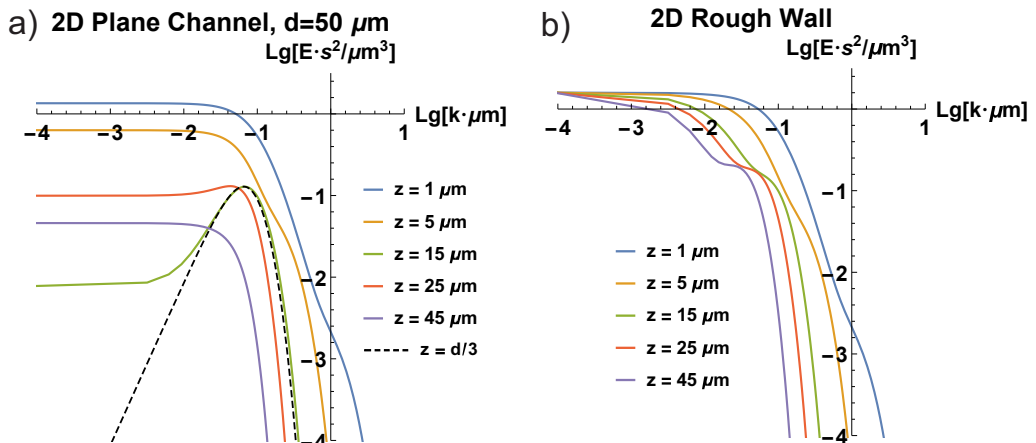 a) 2D Plane Channel, d=50 μm
Lg[E·s²/μm³]
Lg[k·μm]
-4 -3 -2 -1 1
-1
-2
-3
-4
z = 1 μm
z = 5 μm
z = 15 μm
z = 25 μm
z = 45 μm
z = d/3
b) 2D Rough Wall
Lg[E·s²/μm³]
Lg[k·μm]
-4 -3 -2 -1 1
-1
-2
-3
-4
z = 1 μm
z = 5 μm
z = 15 μm
z = 25 μm
z = 45 μm